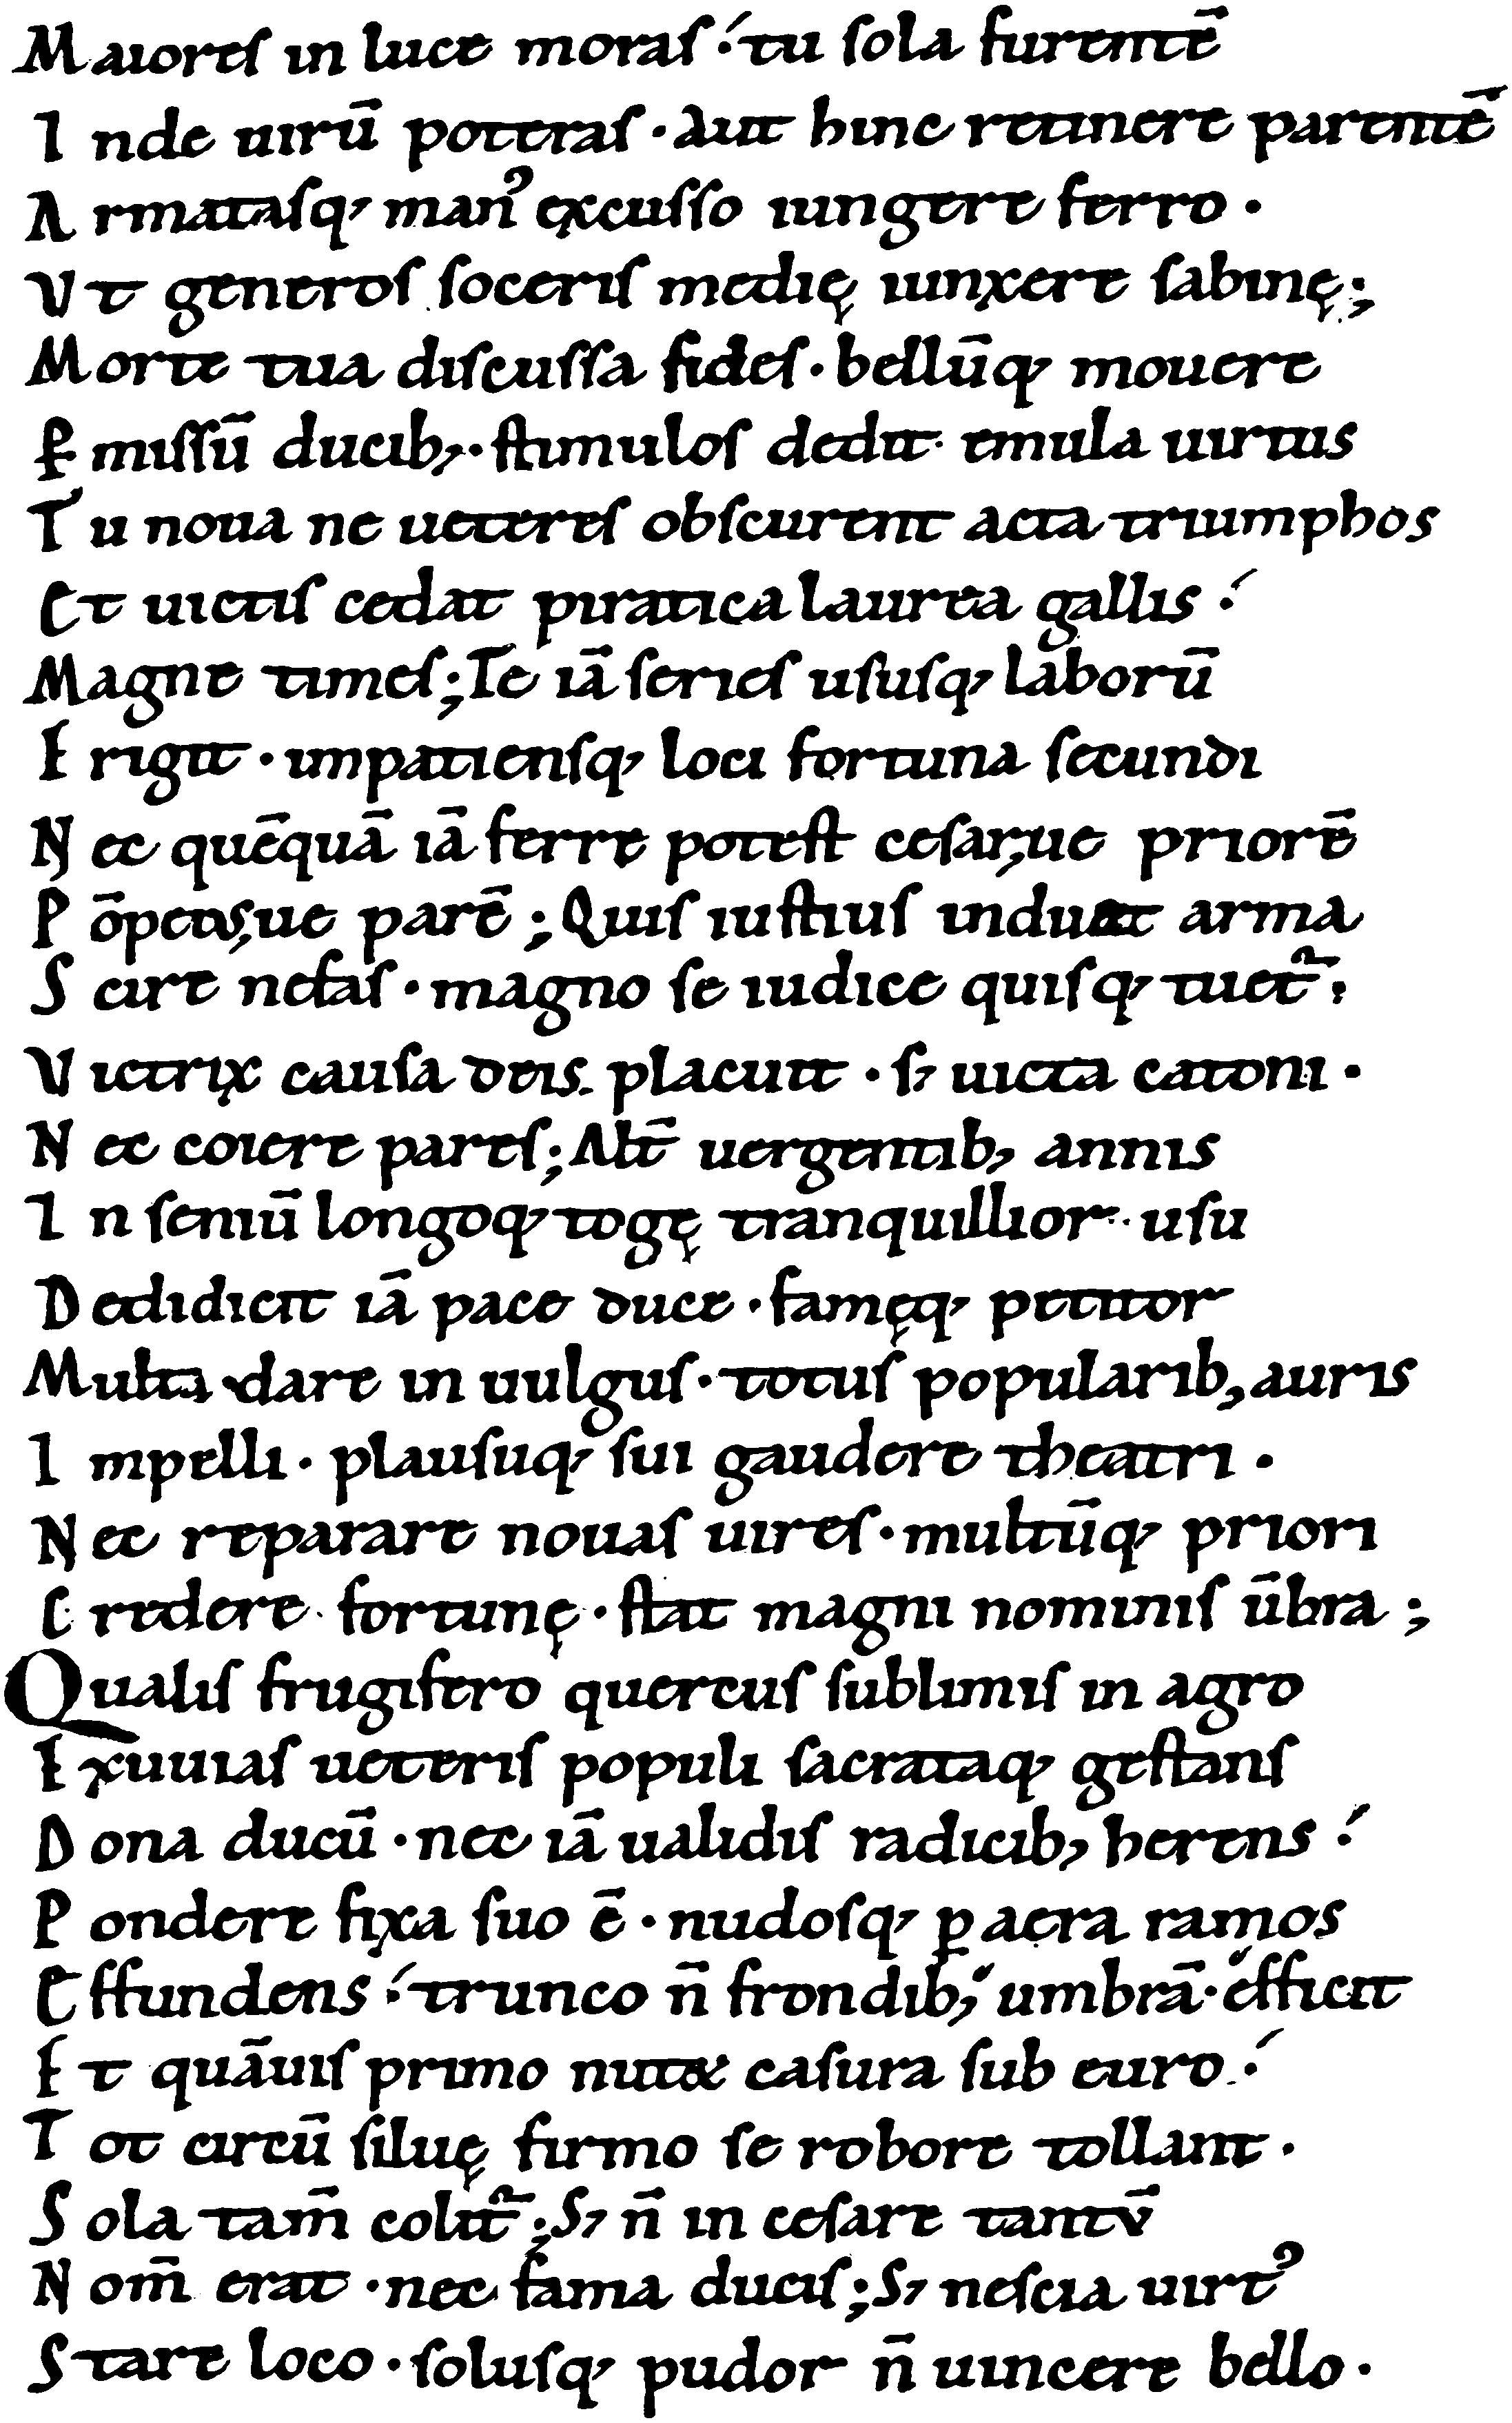 Maioreſ in luce moraſ ·́ tu ſola furentē
I nde uirū poteraſ · aut hinc retinere parentē
A rmataſq, manꝰ excuſſo iungere ferro ·
V t generoſ ſoceriſ medię iunxere ſabinę ;
M orte tua diſcuſſa fideſ · bellūq, mouere
P̲ miſſū ducib, · ſtimuloſ dedit · emula uirtus
T u noua ne uetereſ obſcurent acta triumphos
E t uictiſ cedat piratica laurea gallis ·́
Magne timeſ ; Te iā ſerieſ uſuſq, laborū
E rigit · impatienſq, loci fortuna ſecundi
N ec quēquā iā ferre poteſt ceſar,ue priorē
P ōpeius,ue parē ; Quiſ iuſtiuſ induat arma
S cire nefaſ · magno ſe iudice quiſq, tuet᷑ ·
V ictrix cauſa deis placuit · ſ, uicta catoni ·
N ec coiere pareſ ; Alt̄ uergentib, annis
I n ſeniū longoq, togę tranquillior · uſu
D edidicit iā pace duce · famęq, petitor
Multa dare in uulguſ · totuſ popularib, auris
I mpelli · plauſuq, ſui gaudere theatri ·
N ec reparare nouaſ uireſ · multūq, priori
C redere fortunę · ſtat magni nominiſ ūbra ;
Qualiſ frugifero quercuſ ſublimiſ in agro
E xuuiaſ ueteriſ populi ſacrataq, geſtanſ
D ona ducū · nec iā ualidiſ radicib, herens ·́
P ondere fixa ſuo ē · nudoſq, ꝑ aera ramos
E ffundens ·́ trunco n̄ frondib, umbrā · efficit
E t quāuiſ primo nutet caſura ſub euro ·́
T ot circū ſiluę firmo ſe robore tollant ·
S ola tam̄ colit᷑ ; S, n̄ in ceſare tantv̄
N om̄ erat · nec fama duciſ ; S, neſcia uirtꝰ
S tare loco · ſoluſq, pudor n̄ uincere bello ·